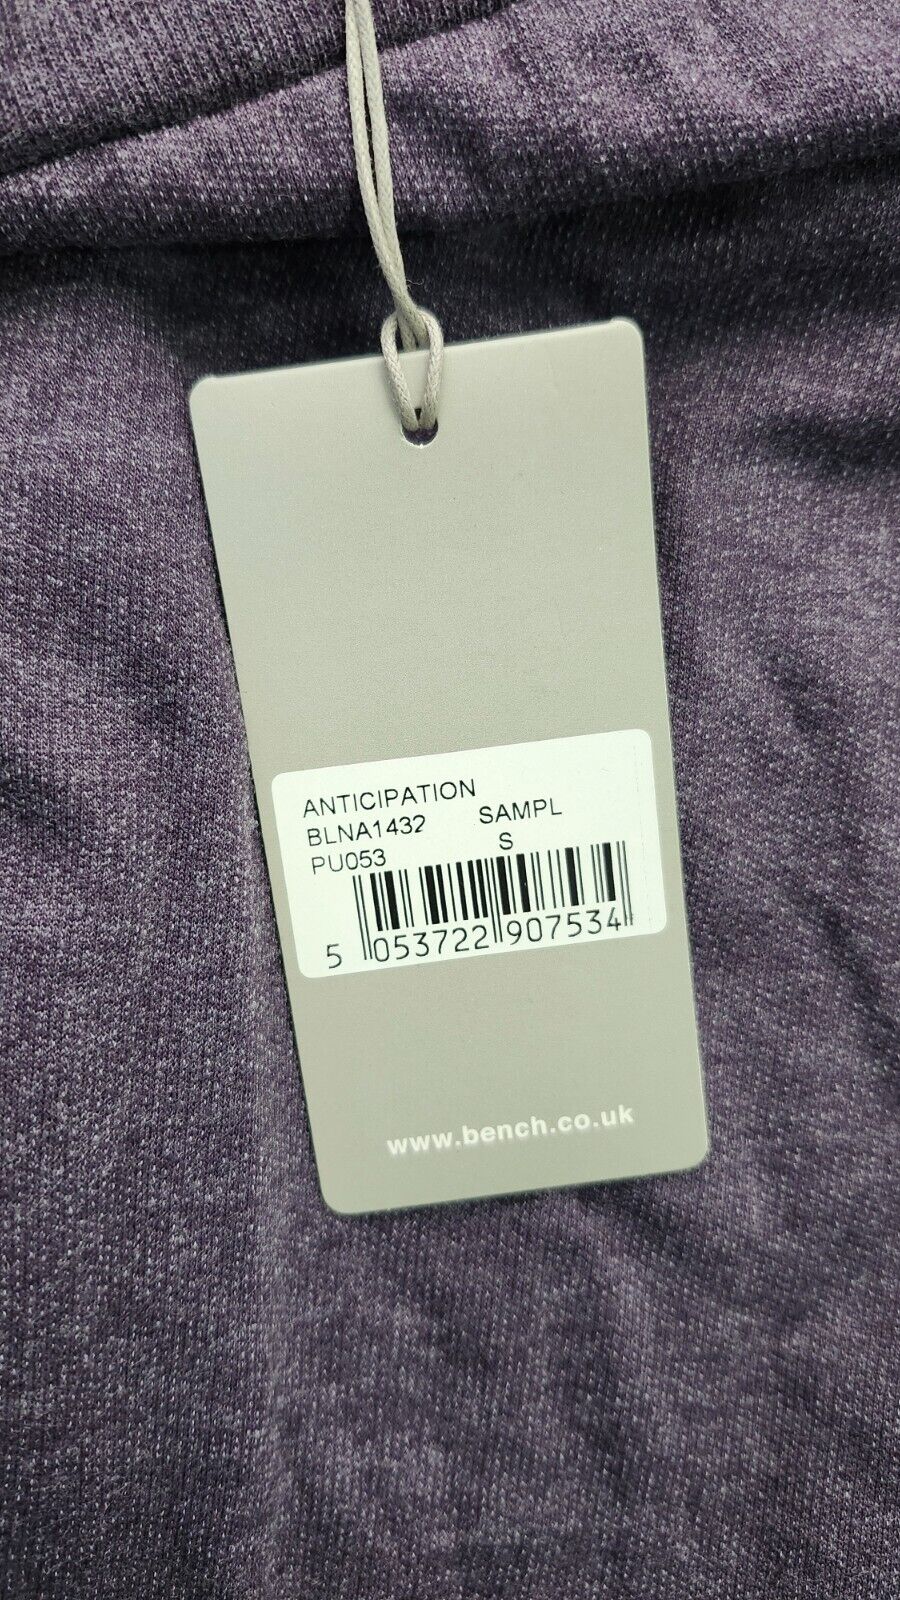 ANTICIPATION
BLNA1432 SAMPL
PU053 S
5 053722 907534
www.bench.co.uk